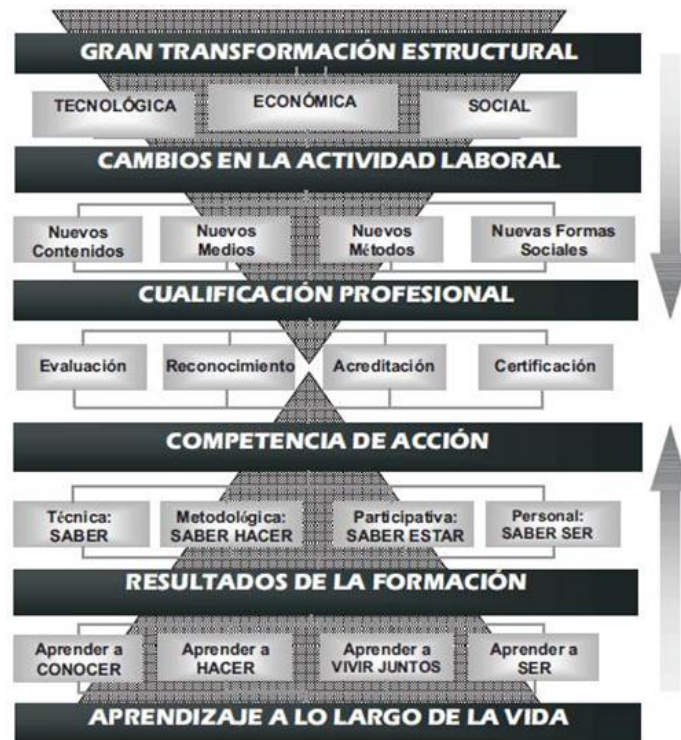 GRAN TRANSFORMACIÓN ESTRUCTURAL
TECNOLÓGICA
ECONÓMICA
SOCIAL
CAMBIOS EN LA ACTIVIDAD LABORAL
Nuevos
Contenidos
Nuevos
Medios
Nuevos
Métodos
Nuevas Formas
Sociales
CUALIFICACIÓN PROFESIONAL
Evaluación
Reconocimiento
Acreditación
Certificación
COMPETENCIA DE ACCIÓN
Técnica:
SABER
Metodológica:
SABER HACER
Participativa:
SABER ESTAR
Personal:
SABER SER
RESULTADOS DE LA FORMACIÓN
Aprender a
CONOCER
Aprender a
HACER
Aprender a
VIVIR JUNTOS
Aprender a
SER
APRENDIZAJE A LO LARGO DE LA VIDA